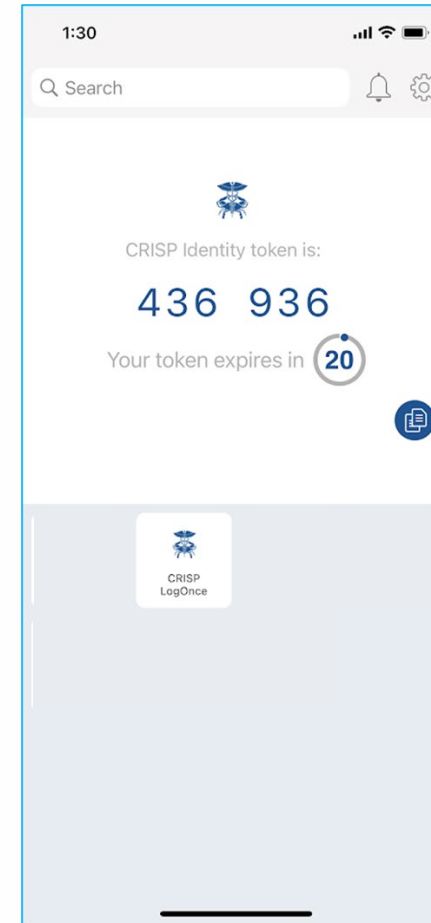 1:30
Search
CRISP Identity token is:
436 936
Your token expires in 20
CRISP
LogOnce